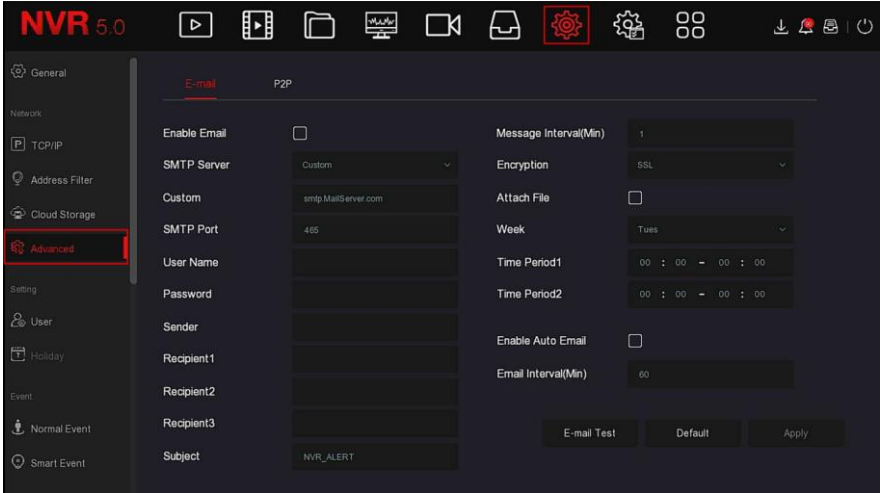 NVR 5.0
General
Network
P TCP/IP
Address Filter
Cloud Storage
Advanced
Setting
User
Holiday
Event
Normal Event
Smart Event
E-mail P2P
Enable Email
SMTP Server Custom
Custom smtp.MailServer.com
SMTP Port 465
User Name
Password
Sender
Recipient1
Recipient2
Recipient3
Subject NVR_ALERT
Message Interval(Min) 1
Encryption SSL
Attach File
Week Tues
Time Period1 00 : 00 - 00 : 00
Time Period2 00 : 00 - 00 : 00
Enable Auto Email
Email Interval(Min) 60
E-mail Test Default Apply